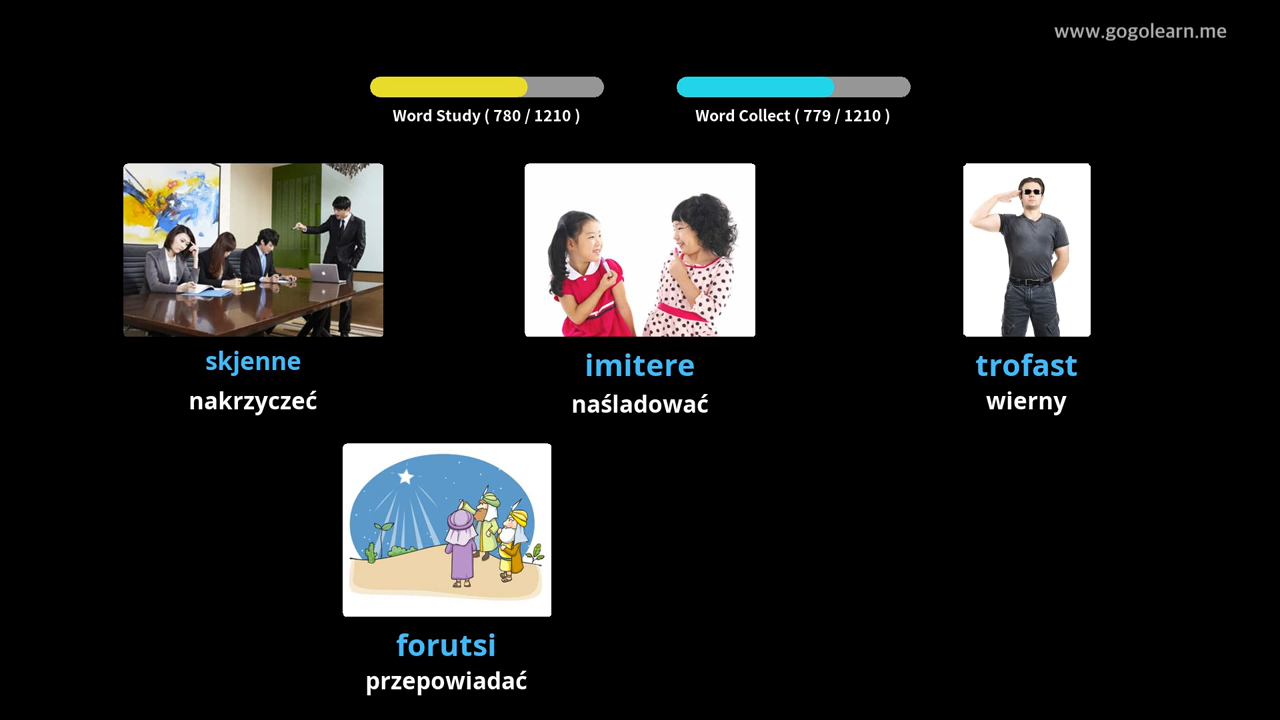 www.gogolearn.me
Word Study ( 780 / 1210 )
Word Collect ( 779 / 1210 )
skjenne
nakrzyczeć
imitere
naśladować
trofast
wierny
forutsi
przepowiadać